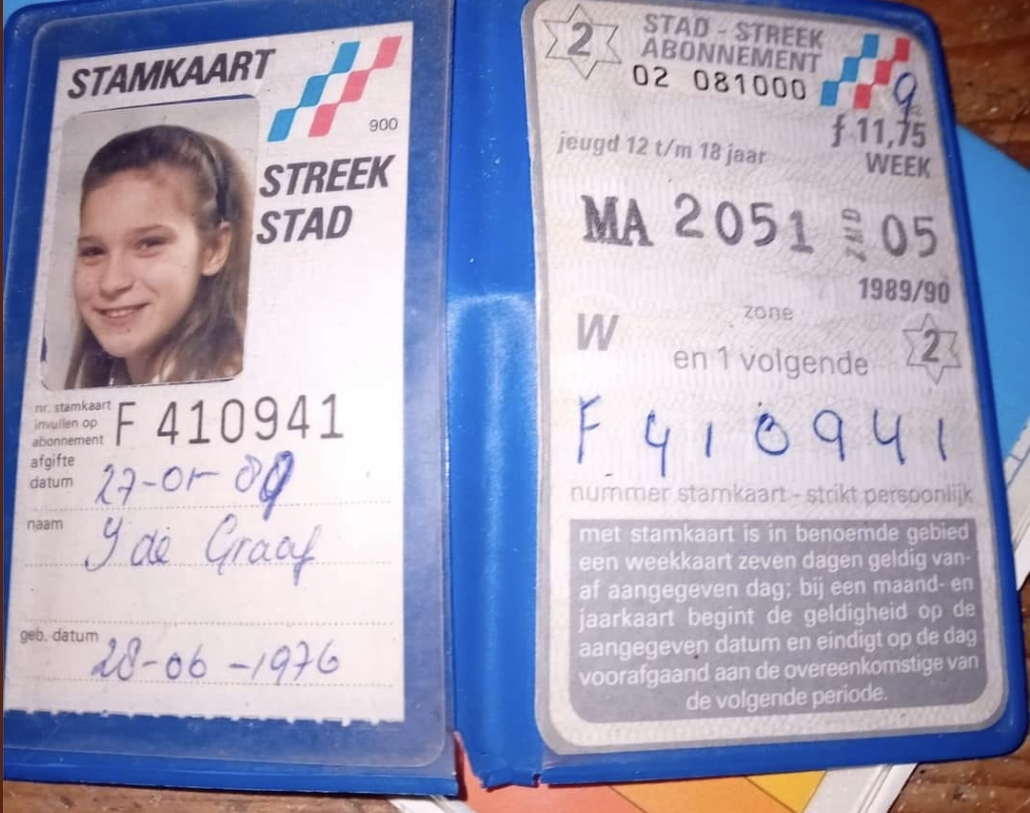 STAMKAART
900
STREEK
STAD
nr. stamkaart
invullen op
abonnement
F 410941
afgifte
datum
27-01-89
naam
Y de Graaf
geb. datum
28-06-1976
2
STAD - STREEK
ABONNEMENT
02 081000
9
ƒ 11,75
jeugd 12 t/m 18 jaar
WEEK
MA 2051
05
1989/90
zone
W
en 1 volgende
2
F 410941
nummer stamkaart - strikt persoonlijk
met stamkaart is in benoemde gebied
een weekkaart zeven dagen geldig van-
af aangegeven dag; bij een maand- en
jaarkaart begint de geldigheid op de
aangegeven datum en eindigt op de dag
voorafgaand aan de overeenkomstige van
de volgende periode.